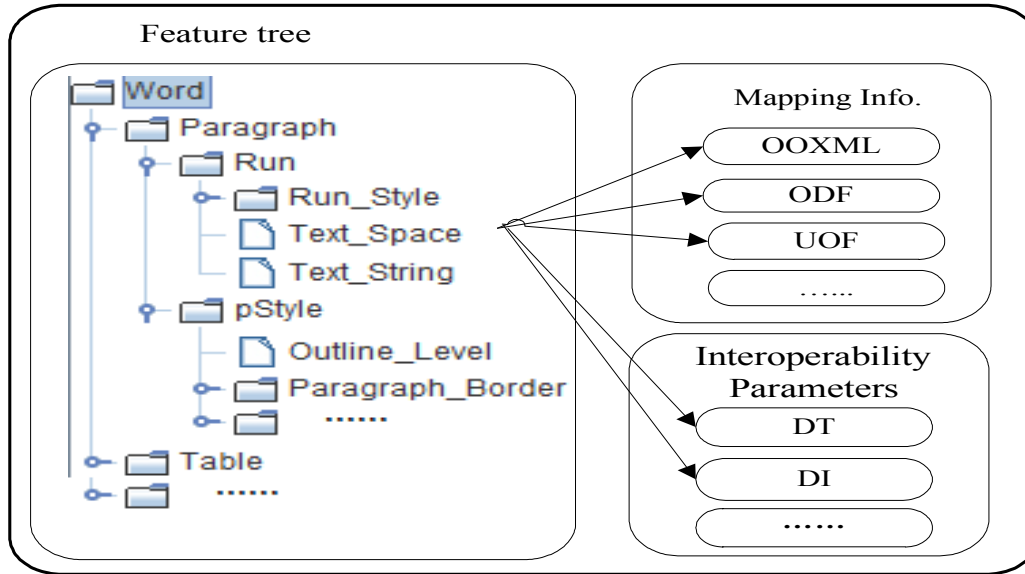 Feature tree
Word
Paragraph
Run
Run_Style
Text_Space
Text_String
pStyle
Outline_Level
Paragraph_Border
......
Table
......
Mapping Info.
OOXML
ODF
UOF
......
Interoperability
Parameters
DT
DI
......